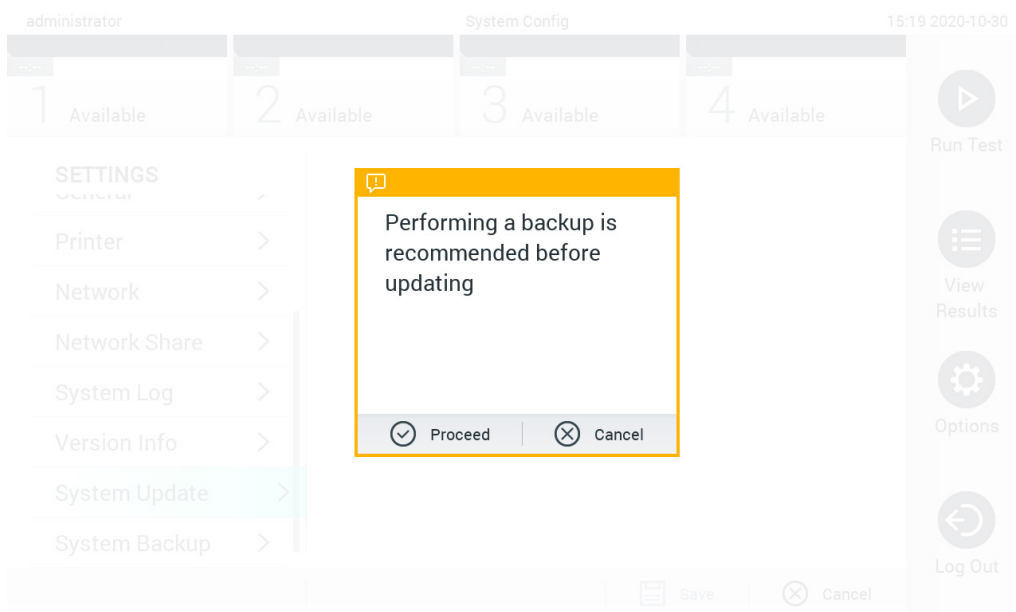 administrator System Config 15:19 2020-10-30
--:-- --:-- --:-- --:--
1 Available 2 Available 3 Available 4 Available
Run Test
SETTINGS
General
Printer
Network
Network Share
System Log
Version Info
System Update
System Backup
Performing a backup is
recommended before
updating
Proceed Cancel
View
Results
Options
Log Out
Save Cancel